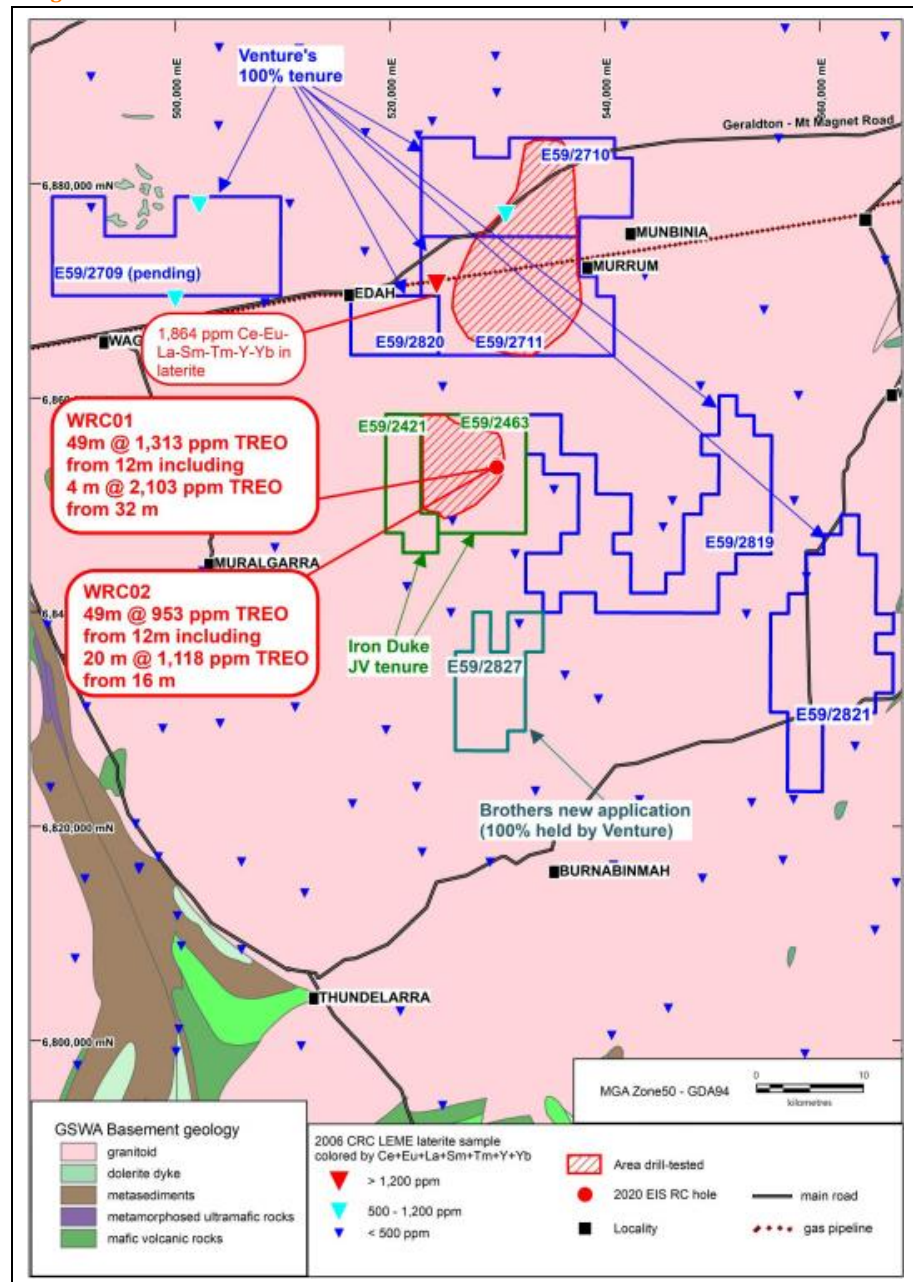 Venture's
100% tenure
500,000 mE
520,000 mE
540,000 mE
560,000 mE
Geraldton - Mt Magnet Road
E59/2710
6,880,000 mN
MUNBINIA
MURRUM
E59/2709 (pending)
EDAH
E59/2820
E59/2711
WAG
1,864 ppm Ce-Eu-
La-Sm-Tm-Y-Yb in
laterite
6,860,000 mN
WRC01
49m @ 1,313 ppm TREO
from 12m including
4 m @ 2,103 ppm TREO
from 32 m
E59/2421
E59/2463
E59/2819
MURALGARRA
WRC02
49m @ 953 ppm TREO
from 12m including
20 m @ 1,118 ppm TREO
from 16 m
6,84
Iron Duke
JV tenure
E59/2827
E59/2821
Brothers new application
(100% held by Venture)
6,820,000 mN
BURNABINMAH
THUNDELARRA
6,800,000 mN
MGA Zone50 - GDA94
0
10
kilometres
GSWA Basement geology
granitoid
dolerite dyke
metasediments
metamorphosed ultramafic rocks
mafic volcanic rocks
2006 CRC LEME laterite sample
colored by Ce+Eu+La+Sm+Tm+Y+Yb
> 1,200 ppm
500 - 1,200 ppm
< 500 ppm
Area drill-tested
2020 EIS RC hole
Locality
main road
gas pipeline